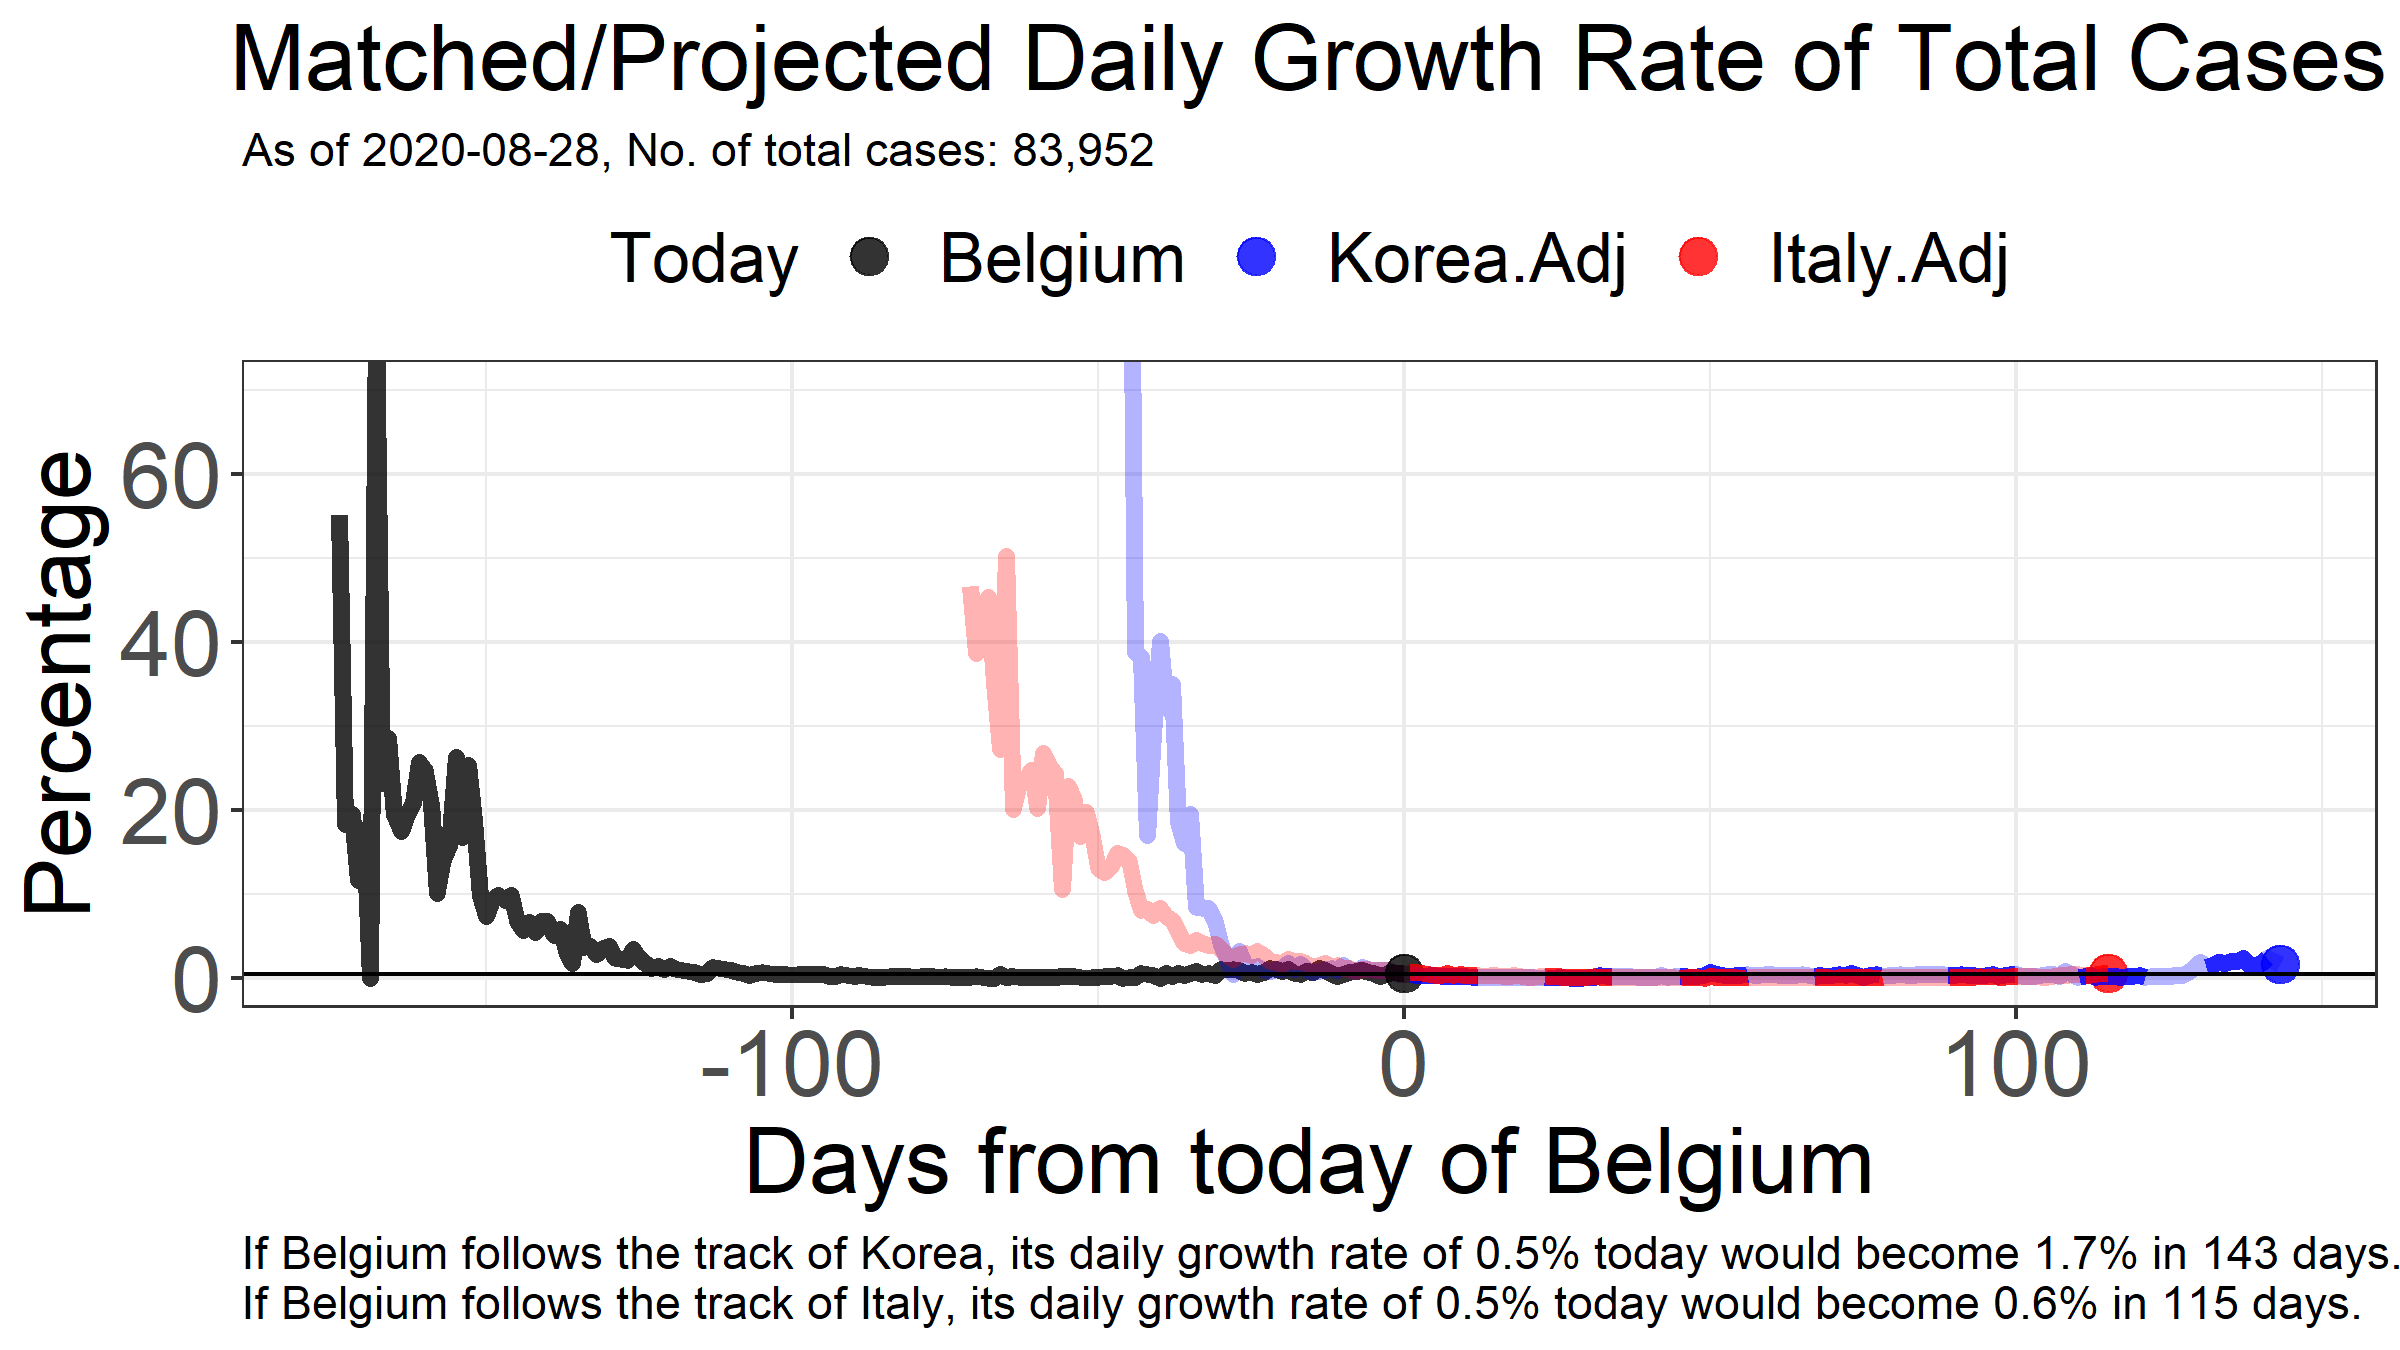 Matched/Projected Daily Growth Rate of Total Cases
As of 2020-08-28, No. of total cases: 83,952
Today Belgium Korea.Adj Italy.Adj
Percentage
60
40
20
0
-100 0 100
Days from today of Belgium
If Belgium follows the track of Korea, its daily growth rate of 0.5% today would become 1.7% in 143 days.
If Belgium follows the track of Italy, its daily growth rate of 0.5% today would become 0.6% in 115 days.